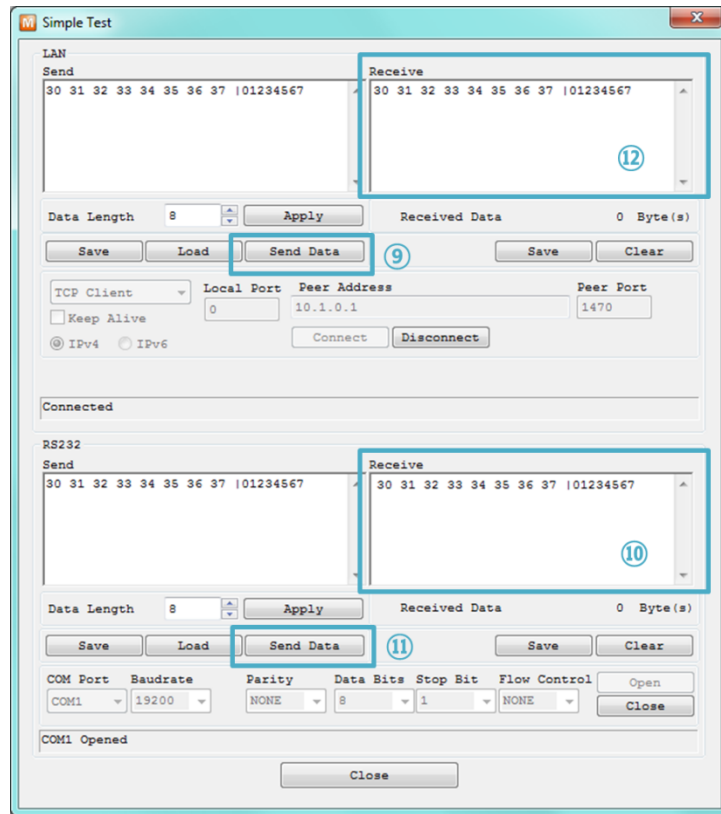 M Simple Test
LAN
Send Receive
30 31 32 33 34 35 36 37 |01234567 30 31 32 33 34 35 36 37 |01234567
⑫
Data Length 8 Apply Received Data 0 Byte(s)
Save Load Send Data ⑨ Save Clear
TCP Client Local Port Peer Address Peer Port
0 10.1.0.1 1470
Keep Alive
IPv4 IPv6 Connect Disconnect
Connected
RS232
Send Receive
30 31 32 33 34 35 36 37 |01234567 30 31 32 33 34 35 36 37 |01234567
⑩
Data Length 8 Apply Received Data 0 Byte(s)
Save Load Send Data ⑪ Save Clear
COM Port Baudrate Parity Data Bits Stop Bit Flow Control Open
COM1 19200 NONE 8 1 NONE Close
COM1 Opened
Close